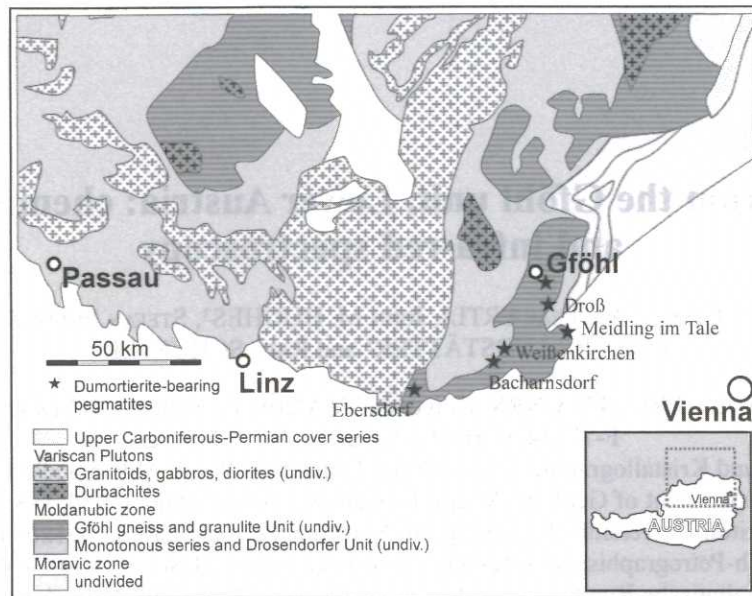 Gföhl
Passau
Droß
Meidling im Tale
50 km
Weißenkirchen
Dumortierite-bearing
pegmatites
Linz
Bacharnsdorf
Ebersdorf
Vienna
Upper Carboniferous-Permian cover series
Variscan Plutons
Granitoids, gabbros, diorites (undiv.)
Durbachites
Moldanubic zone
Gföhl gneiss and granulite Unit (undiv.)
Monotonous series and Drosendorfer Unit (undiv.)
Moravic zone
undivided
Vienna
AUSTRIA